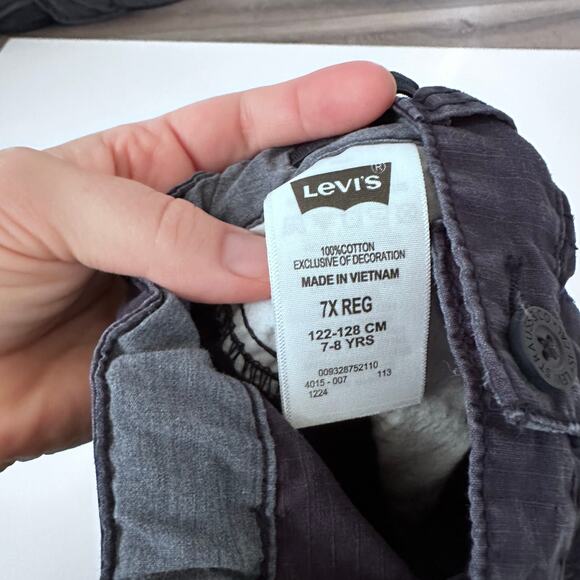 LEVI'S ®
100%COTTON
EXCLUSIVE OF DECORATION
MADE IN VIETNAM
7X REG
122-128 CM
7-8 YRS
009328752110
4015 - 007 113
1224